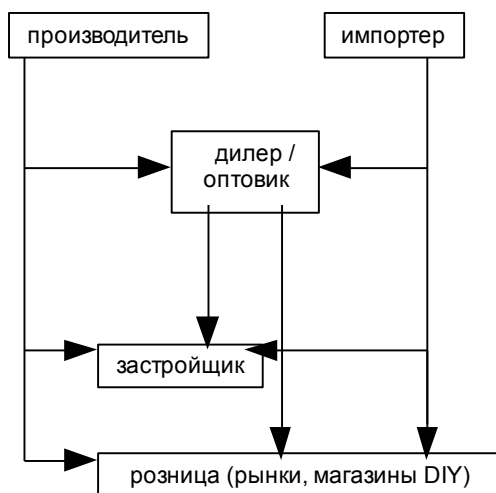 производитель
импортер
дилер /
оптовик
застройщик
розница (рынки, магазины DIY)